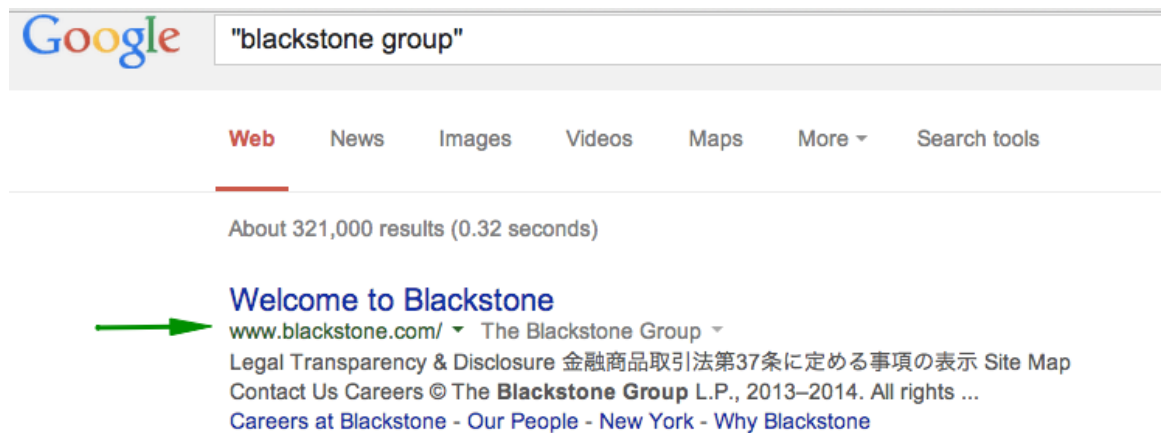 Google "blackstone group"
Web News Images Videos Maps More Search tools
About 321,000 results (0.32 seconds)
Welcome to Blackstone
www.blackstone.com/ The Blackstone Group
Legal Transparency & Disclosure 金融商品取引法第37条に定める事項の表示 Site Map
Contact Us Careers © The Blackstone Group L.P., 2013–2014. All rights ...
Careers at Blackstone - Our People - New York - Why Blackstone